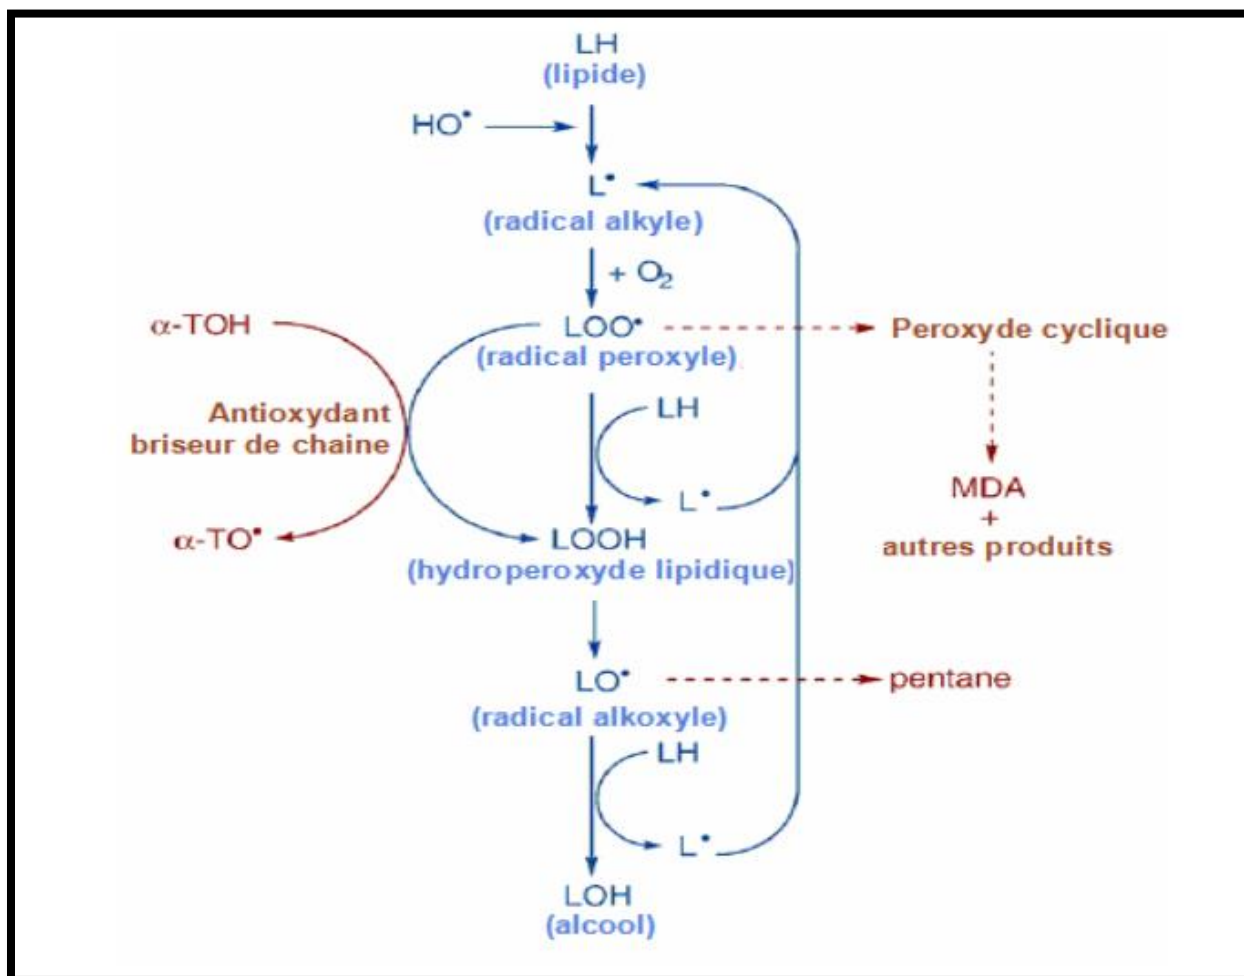 LH
(lipide)
HO•
L•
(radical alkyle)
+ O₂
α-TOH
LOO•
(radical peroxyle)
Peroxyde cyclique
Antioxydant
briseur de chaine
LH
L•
MDA
+
autres produits
α-TO•
LOOH
(hydroperoxyde lipidique)
LO•
(radical alkoxyle)
pentane
LH
L•
LOH
(alcool)